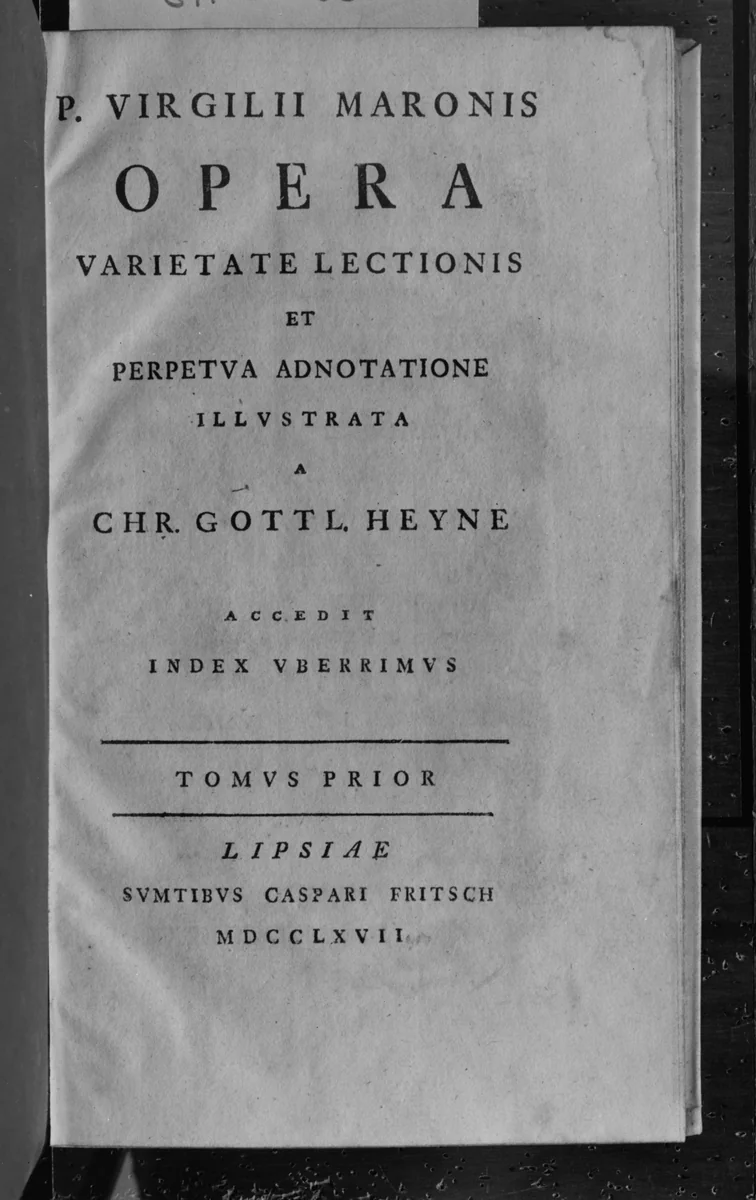 P. VIRGILII MARONIS
OPERA
VARIETATE LECTIONIS
ET
PERPETVA ADNOTATIONE
ILLVSTRATA
A
CHR. GOTTL. HEYNE
ACCEDIT
INDEX VBERRIMVS
TOMVS PRIOR
LIPSIAE
SVMTIBVS CASPARI FRITSCH
MDCCLXVII